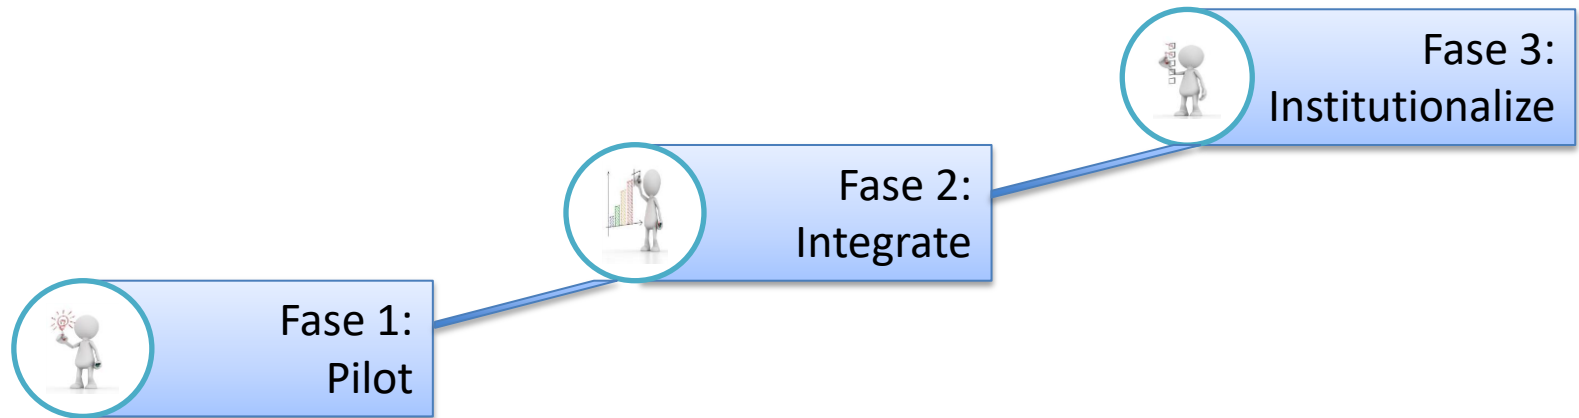 Fase 1:
Pilot
Fase 2:
Integrate
Fase 3:
Institutionalize